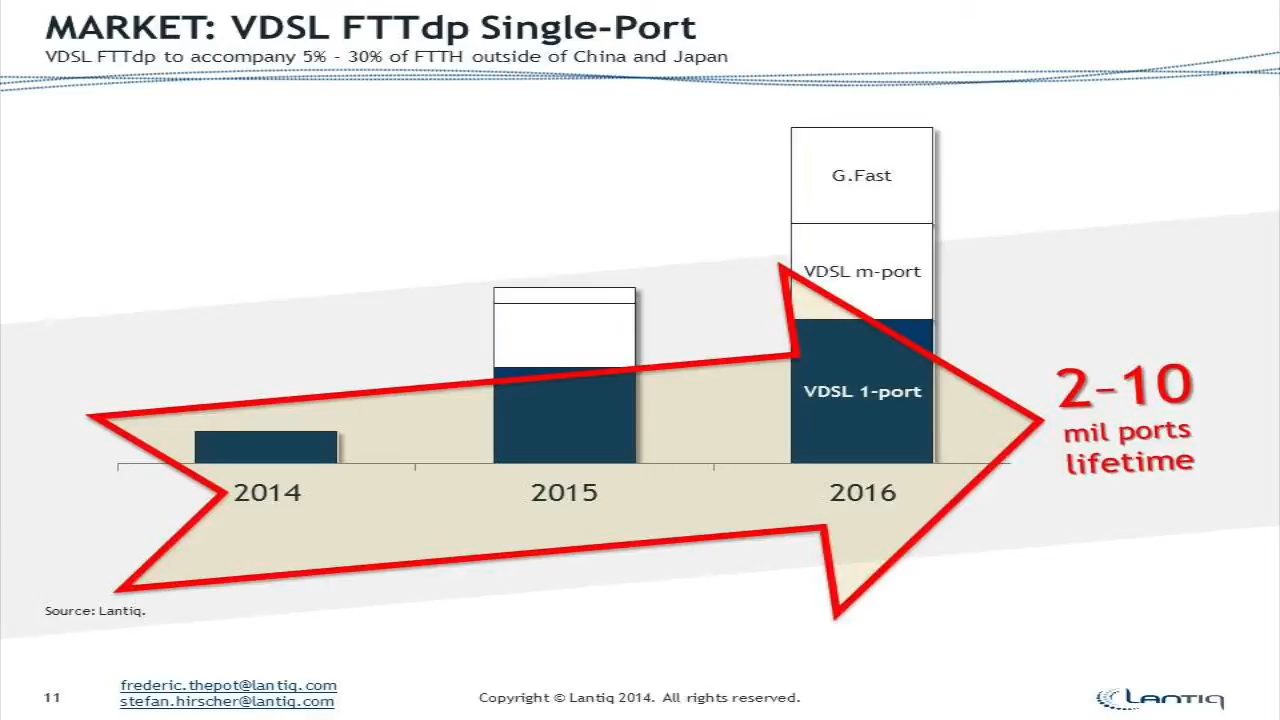 MARKET: VDSL FTTdp Single-Port
VDSL FTTdp to accompany 5% - 30% of FTTH outside of China and Japan
G.Fast
VDSL m-port
VDSL 1-port
2-10
mil ports
lifetime
2014
2015
2016
Source: Lantiq.
11
frederic.thepot@lantiq.com
stefan.hirscher@lantiq.com
Copyright © Lantiq 2014. All rights reserved.
LANTIQ